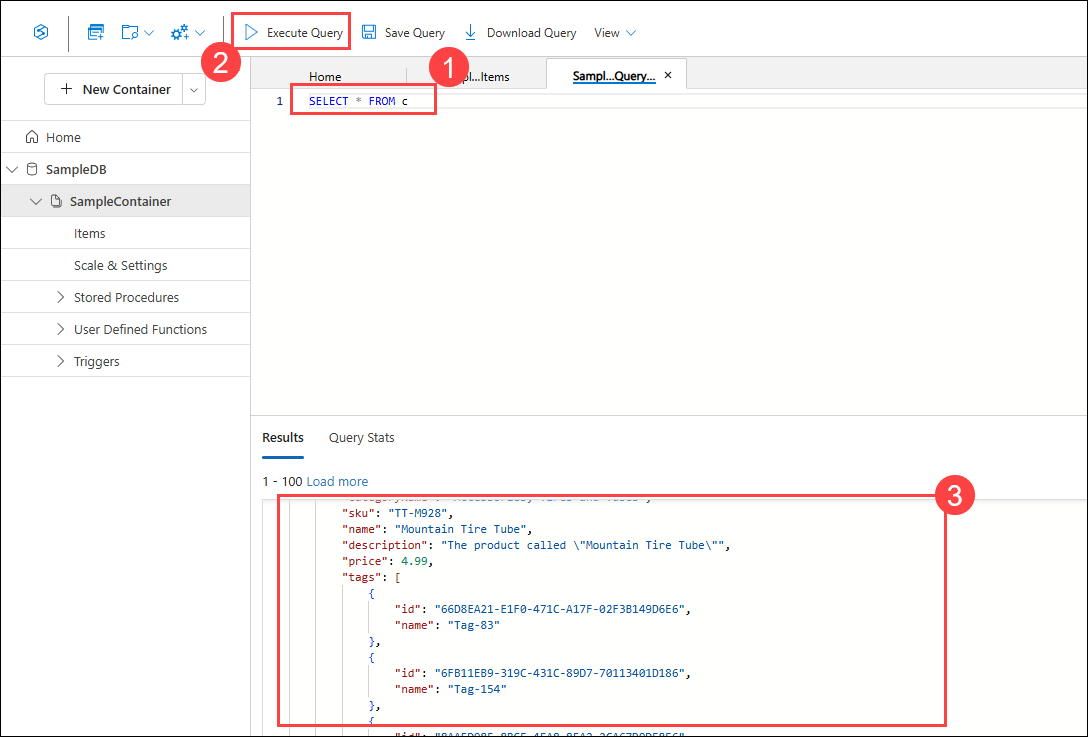 Execute Query Save Query Download Query View
2
1
New Container
Home
Items
Sampl...Query...
1 SELECT * FROM c
Home
SampleDB
SampleContainer
Items
Scale & Settings
Stored Procedures
User Defined Functions
Triggers
Results Query Stats
1 - 100 Load more
3
"sku": "TT-M928",
"name": "Mountain Tire Tube",
"description": "The product called \"Mountain Tire Tube\"",
"price": 4.99,
"tags": [
{
"id": "66D8EA21-E1F0-471C-A17F-02F3B149D6E6",
"name": "Tag-83"
},
{
"id": "6FB11EB9-319C-431C-89D7-70113401D186",
"name": "Tag-154"
},
{